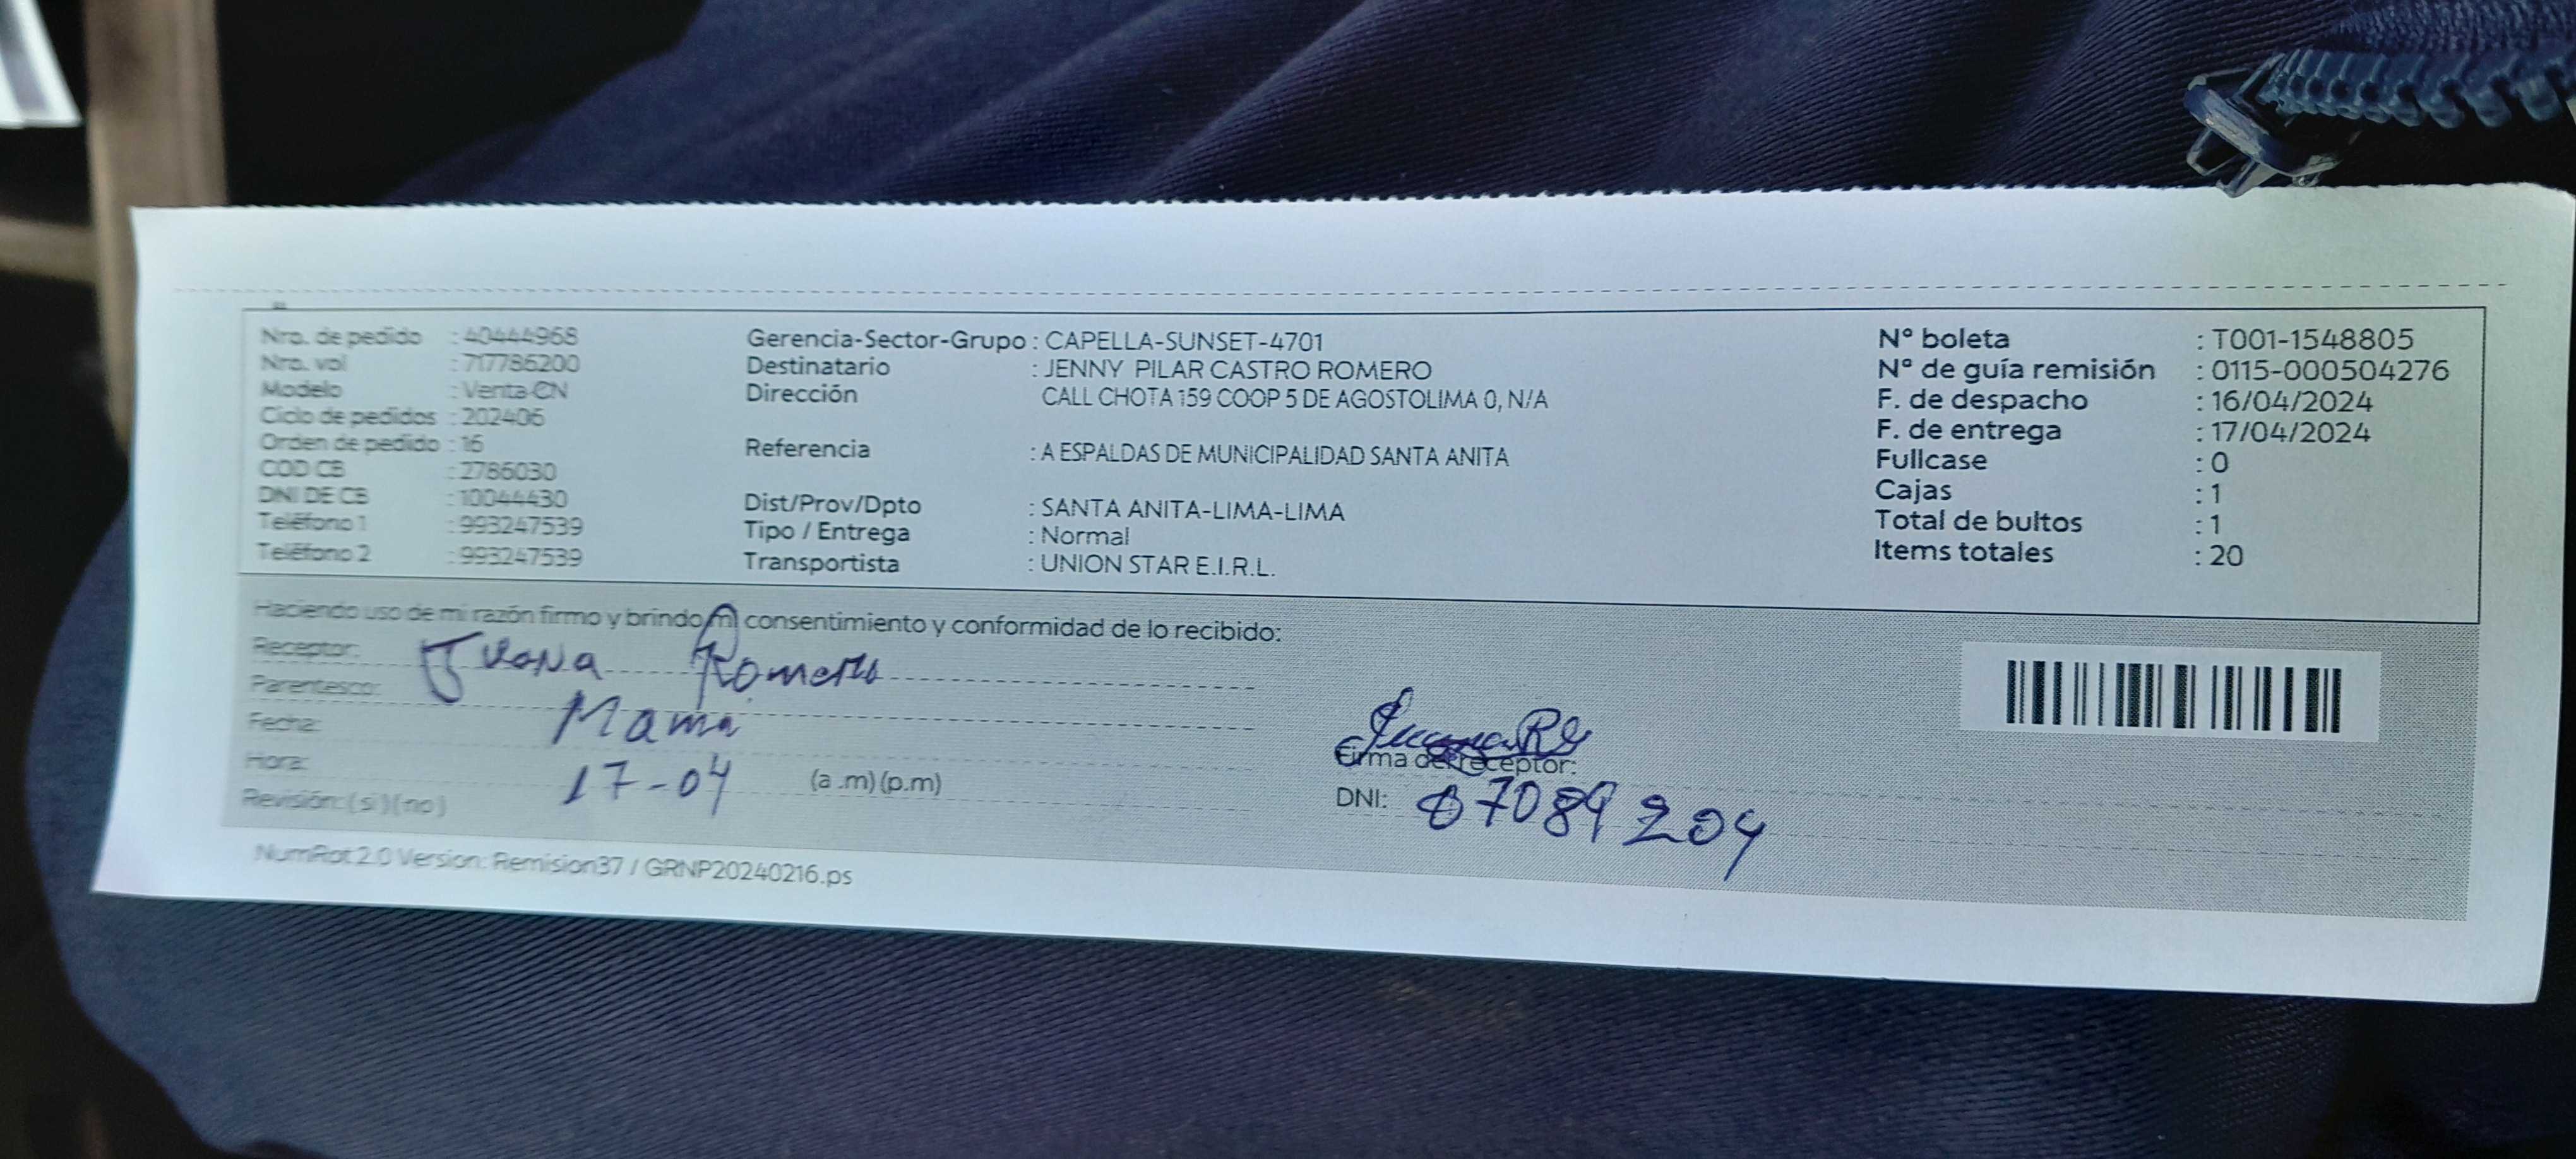 Nro. de pedido : 40444968
Nro. vol : 717786200
Modelo : Venta-CN
Ciclo de pedidos : 202406
Orden de pedido : 16
COD CB : 2786030
DNI DE CB : 10044430
Teléfono 1 : 993247539
Teléfono 2 : 993247539
Gerencia-Sector-Grupo : CAPELLA-SUNSET-4701
Destinatario : JENNY PILAR CASTRO ROMERO
Dirección CALL CHOTA 159 COOP 5 DE AGOSTOLIMA 0, N/A
Referencia : A ESPALDAS DE MUNICIPALIDAD SANTA ANITA
Dist/Prov/Dpto : SANTA ANITA-LIMA-LIMA
Tipo / Entrega : Normal
Transportista : UNION STAR E.I.R.L.
N° boleta : T001-1548805
N° de guía remisión : 0115-000504276
F. de despacho : 16/04/2024
F. de entrega : 17/04/2024
Fullcase : 0
Cajas : 1
Total de bultos : 1
Items totales : 20
Haciendo uso de mi razón firmo y brindo mi consentimiento y conformidad de lo recibido:
Receptor: Juana Romero
Parentesco: Mama
Fecha: 17-04
Hora: (a .m) (p.m)
Revisión: ( si ) ( no )
Firma del receptor:
DNI: 07089204
NumRot 2.0 Version: Remision37 / GRNP20240216.ps